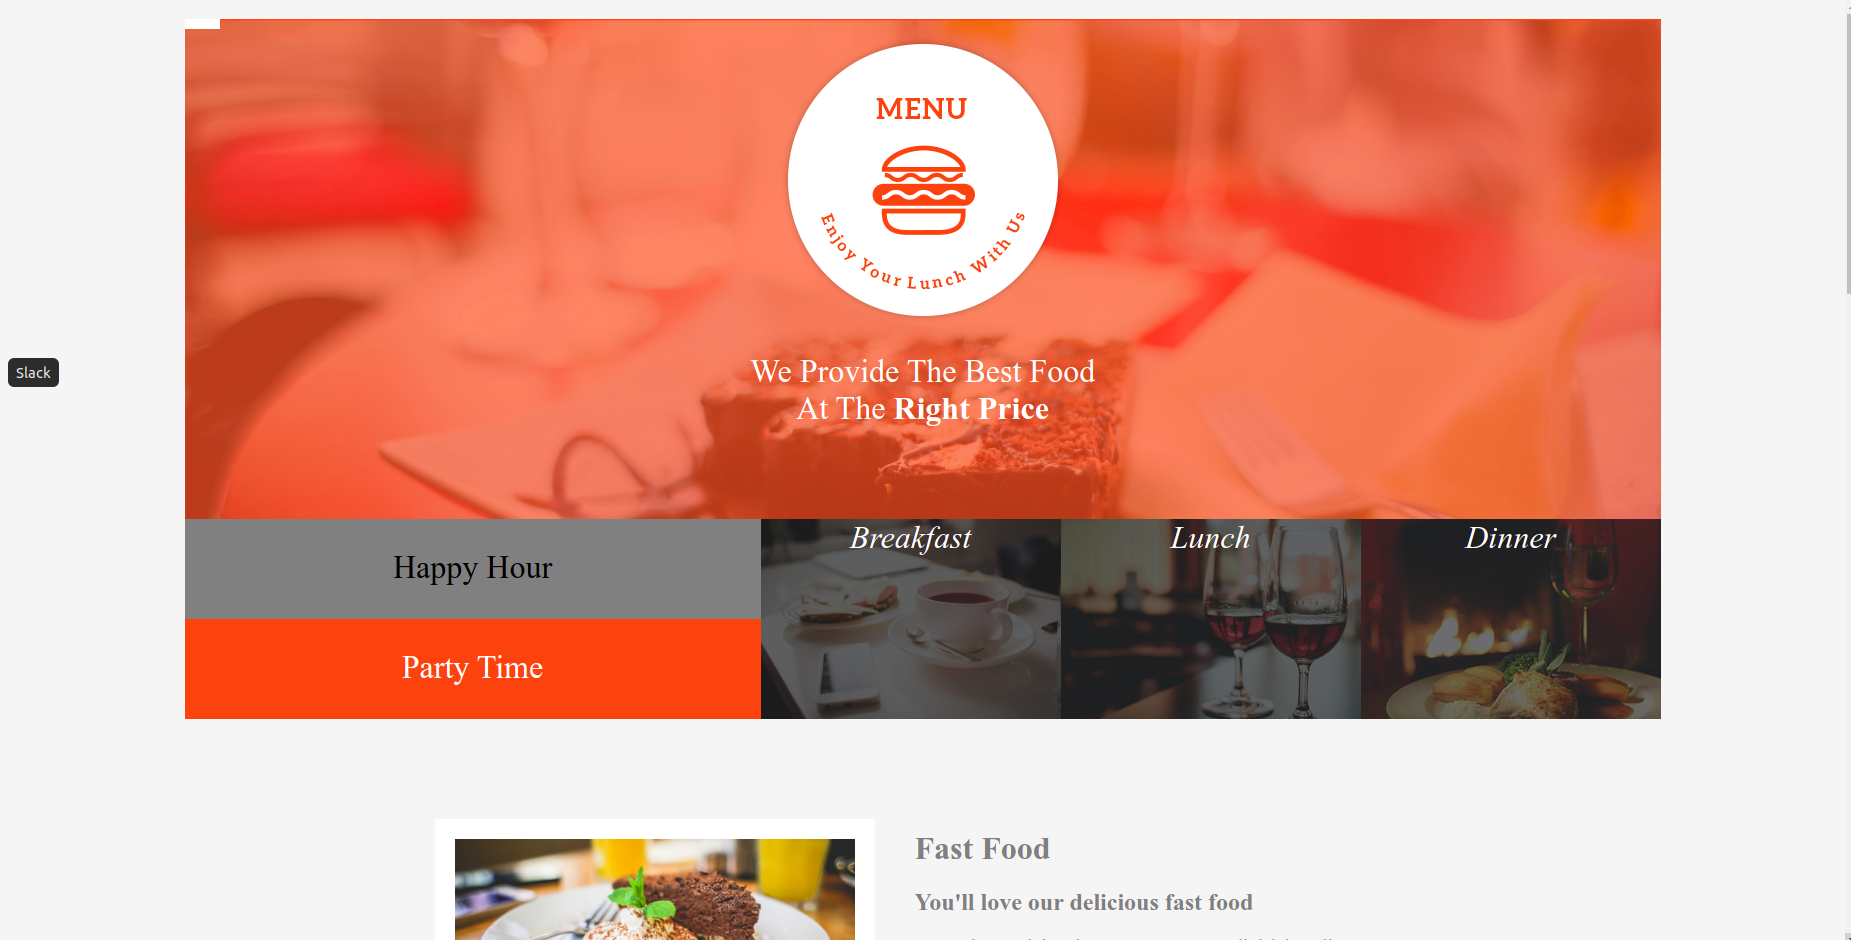 MENU
Enjoy Your Lunch With Us
We Provide The Best Food
At The Right Price
Slack
Happy Hour
Party Time
Breakfast
Lunch
Dinner
Fast Food
You'll love our delicious fast food